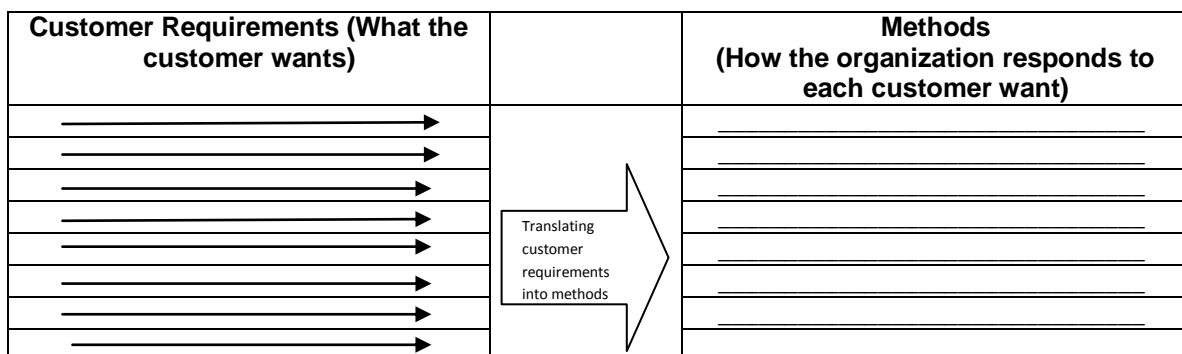 Customer Requirements (What the
customer wants)
Methods
(How the organization responds to
each customer want)
Translating
customer
requirements
into methods